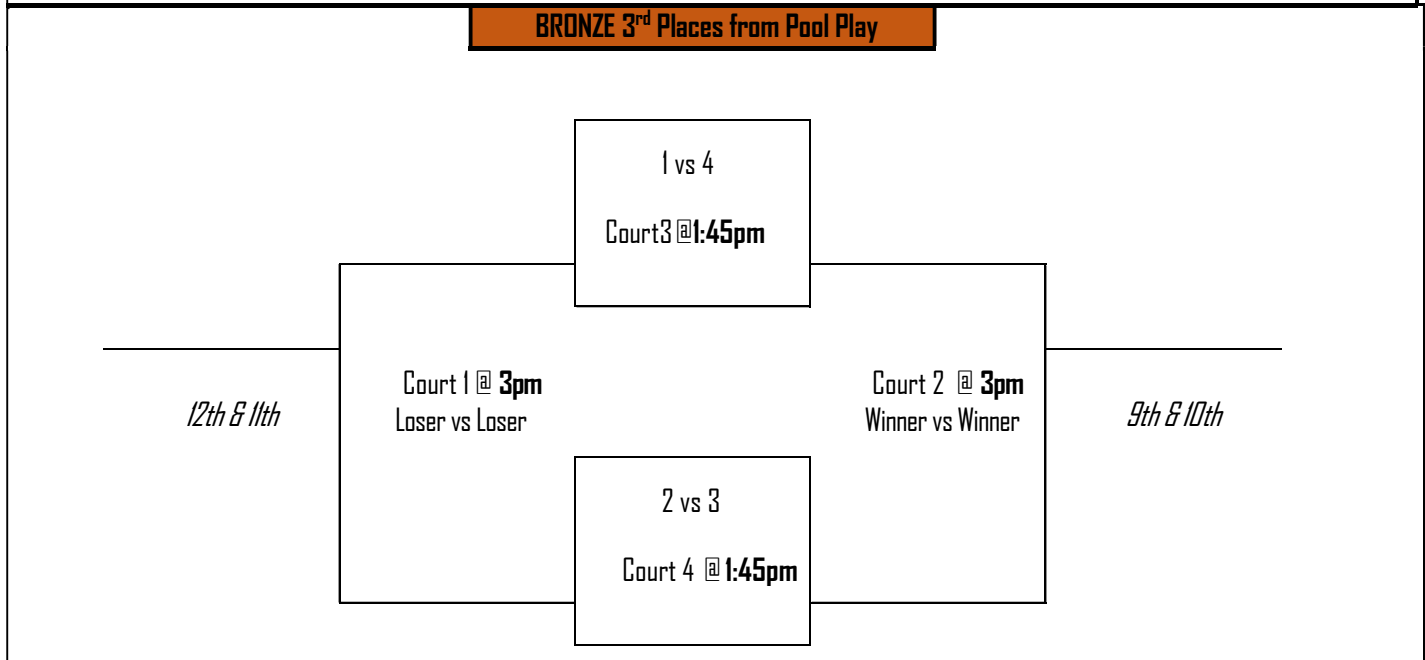 BRONZE 3rd Places from Pool Play
1 vs 4
Court3 @1:45pm
Court 1 @ 3pm
Loser vs Loser
Court 2 @ 3pm
Winner vs Winner
12th & 11th
9th & 10th
2 vs 3
Court 4 @1:45pm